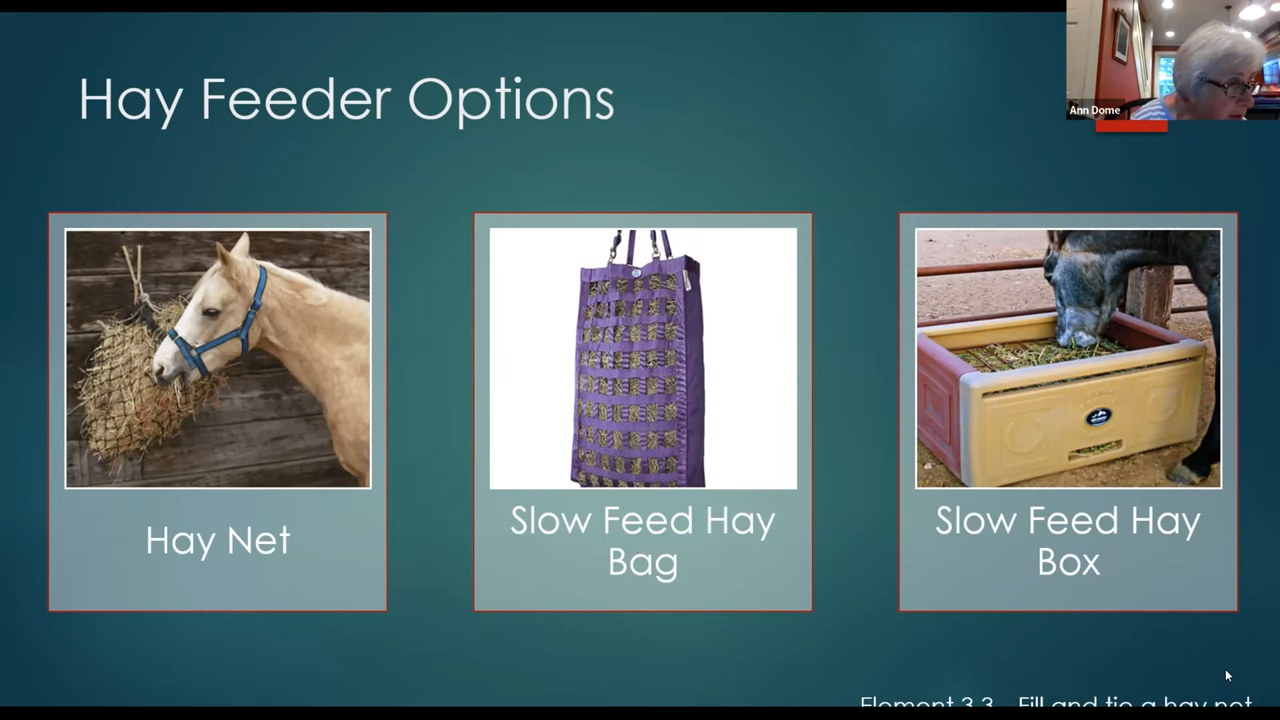 Hay Feeder Options
Ann Dome
Hay Net
Slow Feed Hay
Bag
Slow Feed Hay
Box
Element 3.3 Fill and tie a hay net